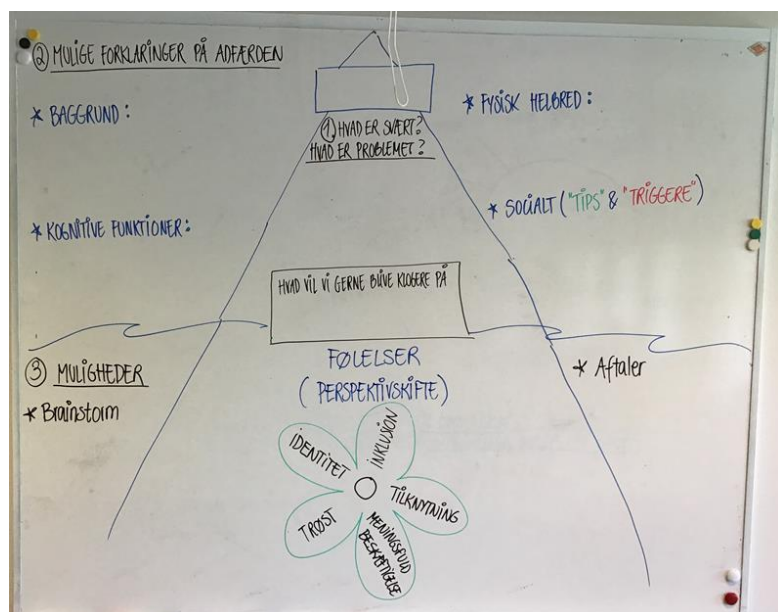 ② MULIGE FORKLARINGER PÅ ADFÆRDEN
* BAGGRUND:
* FYSISK HELBRED:
① HVAD ER SVÆRT?
HVAD ER PROBLEMET?
* SOCIALT ("TIPS" & "TRIGGERE")
* KOGNITIVE FUNKTIONER:
HVAD VIL VI GERNE BLIVE KLOGERE PÅ
③ MULIGHEDER
* Brainstorm
FØLELSER
(PERSPEKTIVSKIFTE)
* Aftaler
IDENTITET
INKLUSION
TILKNYTNING
MENINGSFULD
BESKÆFTIGELSE
TRØST